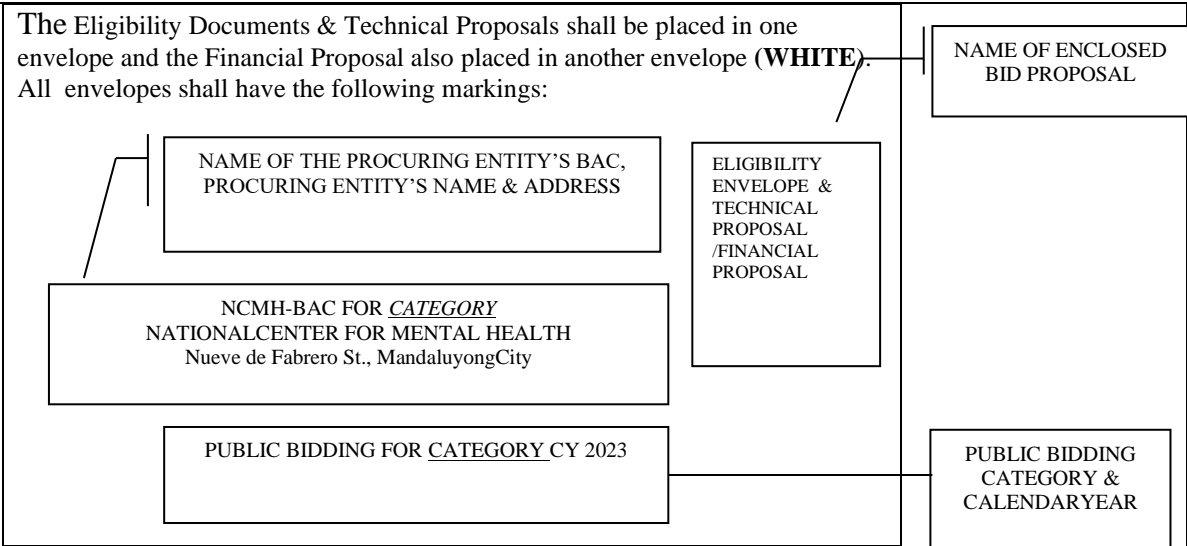 The Eligibility Documents & Technical Proposals shall be placed in one
envelope and the Financial Proposal also placed in another envelope (WHITE).
All envelopes shall have the following markings:
NAME OF ENCLOSED
BID PROPOSAL
NAME OF THE PROCURING ENTITY’S BAC,
PROCURING ENTITY’S NAME & ADDRESS
ELIGIBILITY
ENVELOPE &
TECHNICAL
PROPOSAL
/FINANCIAL
PROPOSAL
NCMH-BAC FOR CATEGORY
NATIONALCENTER FOR MENTAL HEALTH
Nueve de Fabrero St., MandaluyongCity
PUBLIC BIDDING FOR CATEGORY CY 2023
PUBLIC BIDDING
CATEGORY &
CALENDARYEAR